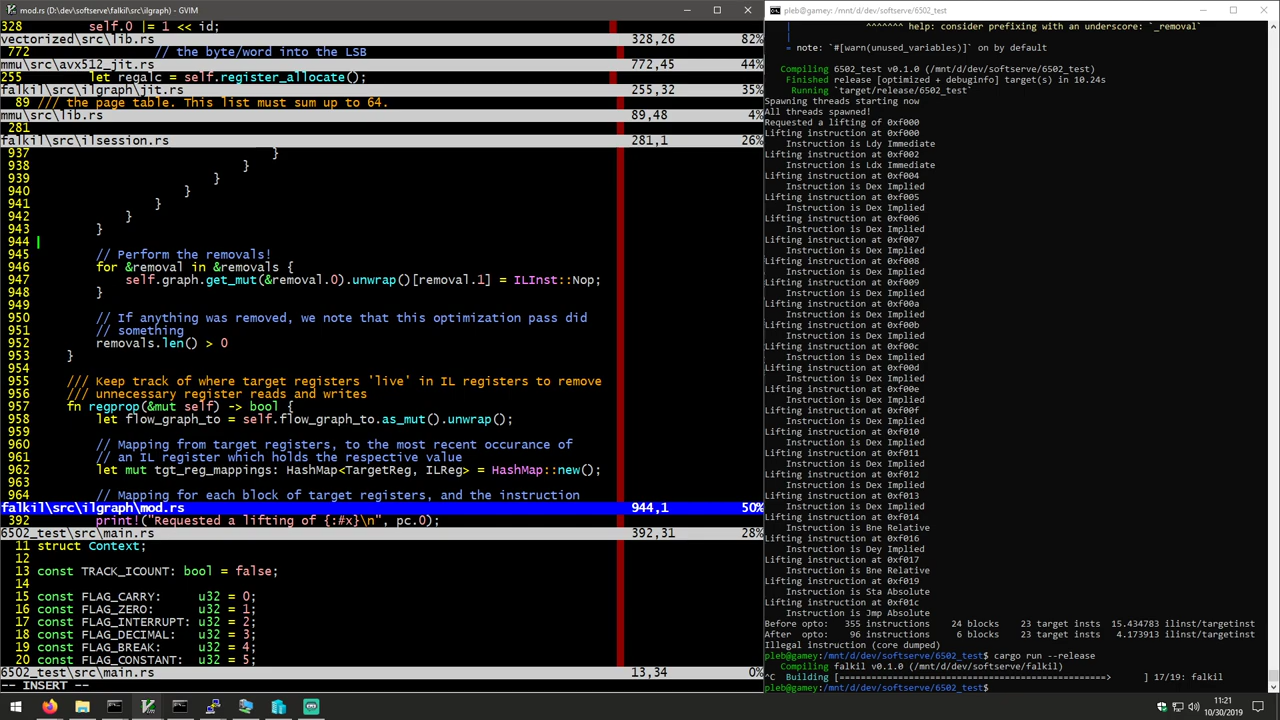 mod.rs (D:\dev\softserve\falkil\src\ilgraph) - GVIM
328     self.0 |= 1 << id;
vectorized\src\lib.rs 328,26 82%
772     // the byte/word into the LSB
mmu\src\avx512_jit.rs 772,45 44%
255     let regalc = self.register_allocate();
falkil\src\ilgraph\jit.rs 255,32 35%
89 /// the page table. This list must sum up to 64.
mmu\src\lib.rs 89,48 4%
281
falkil\src\ilsession.rs 281,1 26%
937 }
938 }
939 }
940 }
941 }
942 }
943 }
944
945 // Perform the removals!
946 for &removal in &removals {
947 self.graph.get_mut(&removal.0).unwrap()[removal.1] = ILInst::Nop;
948 }
949
950 // If anything was removed, we note that this optimization pass did
951 // something
952 removals.len() > 0
953 }
954
955 /// Keep track of where target registers 'live' in IL registers to remove
956 /// unnecessary register reads and writes
957 fn regprop(&mut self) -> bool {
958 let flow_graph_to = self.flow_graph_to.as_mut().unwrap();
959
960 // Mapping from target registers, to the most recent occurance of
961 // an IL register which holds the respective value
962 let mut tgt_reg_mappings: HashMap<TargetReg, ILReg> = HashMap::new();
963
964 // Mapping for each block of target registers, and the instruction
falkil\src\ilgraph\mod.rs 944,1 50%
392 print!("Requested a lifting of {:#x}\n", pc.0);
6502_test\src\main.rs 392,31 28%
11 struct Context;
12
13 const TRACK_ICOUNT: bool = false;
14
15 const FLAG_CARRY: u32 = 0;
16 const FLAG_ZERO: u32 = 1;
17 const FLAG_INTERRUPT: u32 = 2;
18 const FLAG_DECIMAL: u32 = 3;
19 const FLAG_BREAK: u32 = 4;
20 const FLAG_CONSTANT: u32 = 5;
6502_test\src\main.rs 13,34 0%
-- INSERT --
pleb@gamey: /mnt/d/dev/softserve/6502_test
^^^^^^^ help: consider prefixing with an underscore: `_removal`
|
= note: `#[warn(unused_variables)]` on by default
Compiling 6502_test v0.1.0 (/mnt/d/dev/softserve/6502_test)
Finished release [optimized + debuginfo] target(s) in 10.24s
Running `target/release/6502_test`
Spawning threads starting now
All threads spawned!
Requested a lifting of 0xf000
Lifting instruction at 0xf000
Instruction is Ldy Immediate
Lifting instruction at 0xf002
Instruction is Ldx Immediate
Lifting instruction at 0xf004
Instruction is Dex Implied
Lifting instruction at 0xf005
Instruction is Dex Implied
Lifting instruction at 0xf006
Instruction is Dex Implied
Lifting instruction at 0xf007
Instruction is Dex Implied
Lifting instruction at 0xf008
Instruction is Dex Implied
Lifting instruction at 0xf009
Instruction is Dex Implied
Lifting instruction at 0xf00a
Instruction is Dex Implied
Lifting instruction at 0xf00b
Instruction is Dex Implied
Lifting instruction at 0xf00c
Instruction is Dex Implied
Lifting instruction at 0xf00d
Instruction is Dex Implied
Lifting instruction at 0xf00e
Instruction is Dex Implied
Lifting instruction at 0xf00f
Instruction is Dex Implied
Lifting instruction at 0xf010
Instruction is Dex Implied
Lifting instruction at 0xf011
Instruction is Dex Implied
Lifting instruction at 0xf012
Instruction is Dex Implied
Lifting instruction at 0xf013
Instruction is Dex Implied
Lifting instruction at 0xf014
Instruction is Bne Relative
Lifting instruction at 0xf016
Instruction is Dey Implied
Lifting instruction at 0xf017
Instruction is Bne Relative
Lifting instruction at 0xf019
Instruction is Sta Absolute
Lifting instruction at 0xf01c
Instruction is Jmp Absolute
Before opto: 355 instructions 24 blocks 23 target insts 15.434783 ilinst/targetinst
After opto: 96 instructions 6 blocks 23 target insts 4.173913 ilinst/targetinst
Illegal instruction (core dumped)
pleb@gamey:/mnt/d/dev/softserve/6502_test$ cargo run --release
Compiling falkil v0.1.0 (/mnt/d/dev/softserve/falkil)
^C Building [==================================================> ] 17/19: falkil
pleb@gamey:/mnt/d/dev/softserve/6502_test$
11:21
10/30/2019